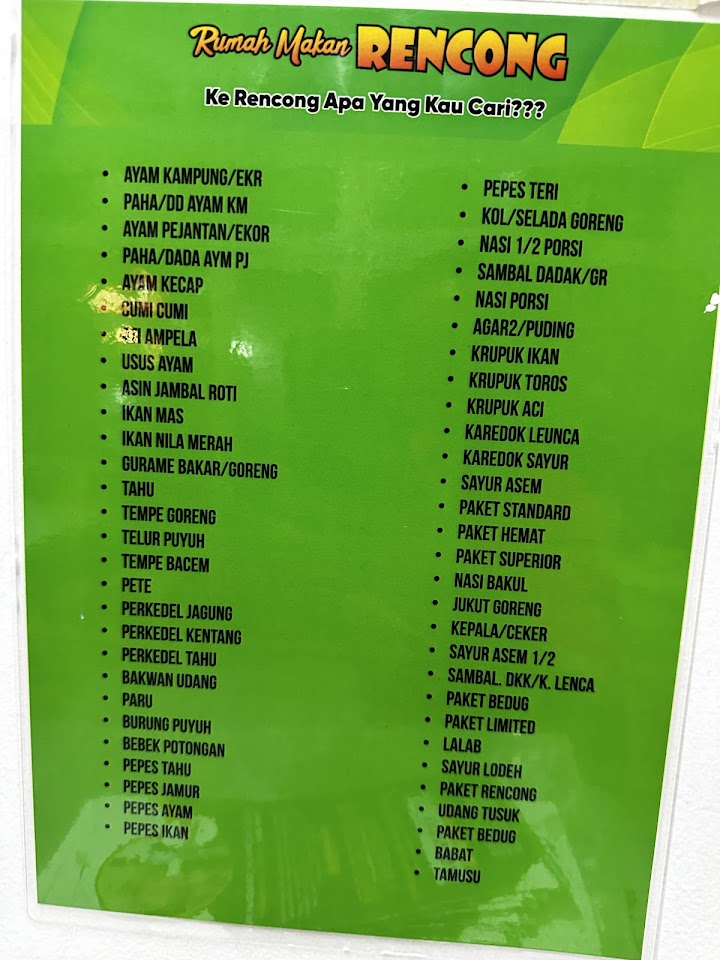 Rumah Makan RENCONG
Ke Rencong Apa Yang Kau Cari???
• AYAM KAMPUNG/EKR
• PAHA/DD AYAM KM
• AYAM PEJANTAN/EKOR
• PAHA/DADA AYM PJ
• AYAM KECAP
• CUMI CUMI
• AMPELA
• USUS AYAM
• ASIN JAMBAL ROTI
• IKAN MAS
• IKAN NILA MERAH
• GURAME BAKAR/GORENG
• TAHU
• TEMPE GORENG
• TELUR PUYUH
• TEMPE BACEM
• PETE
• PERKEDEL JAGUNG
• PERKEDEL KENTANG
• PERKEDEL TAHU
• BAKWAN UDANG
• PARU
• BURUNG PUYUH
• BEBEK POTONGAN
• PEPES TAHU
• PEPES JAMUR
• PEPES AYAM
• PEPES IKAN
• PEPES TERI
• KOL/SELADA GORENG
• NASI 1/2 PORSI
• SAMBAL DADAK/GR
• NASI PORSI
• AGAR2/PUDING
• KRUPUK IKAN
• KRUPUK TOROS
• KRUPUK ACI
• KAREDOK LEUNCA
• KAREDOK SAYUR
• SAYUR ASEM
• PAKET STANDARD
• PAKET HEMAT
• PAKET SUPERIOR
• NASI BAKUL
• JUKUT GORENG
• KEPALA/CEKER
• SAYUR ASEM 1/2
• SAMBAL. DKK/K. LENCA
• PAKET BEDUG
• PAKET LIMITED
• LALAB
• SAYUR LODEH
• PAKET RENCONG
• UDANG TUSUK
• PAKET BEDUG
• BABAT
• TAMUSU